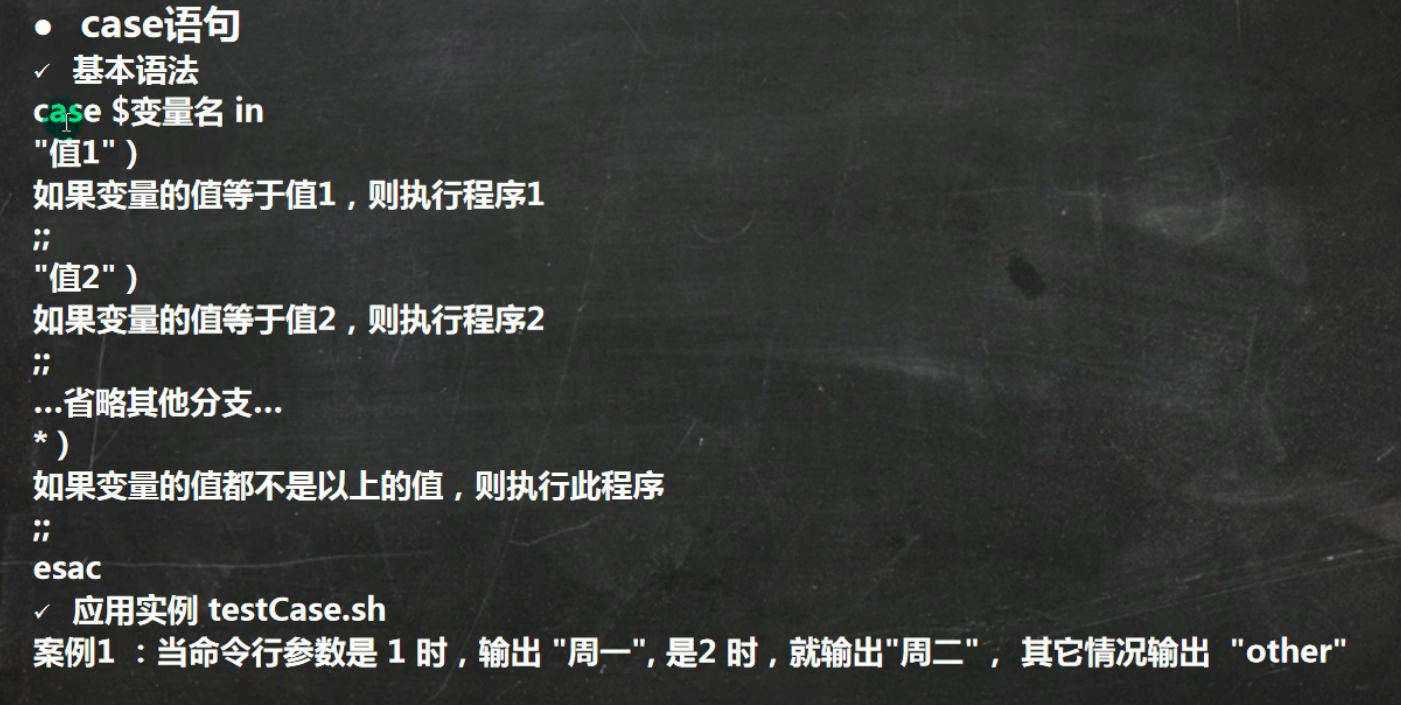 ● case语句
✓ 基本语法
case $变量名 in
"值1" )
如果变量的值等于值1，则执行程序1
;;
"值2" )
如果变量的值等于值2，则执行程序2
;;
...省略其他分支...
* )
如果变量的值都不是以上的值，则执行此程序
;;
esac
✓ 应用实例 testCase.sh
案例1 ：当命令行参数是 1 时，输出 "周一", 是2 时，就输出"周二"， 其它情况输出 "other"